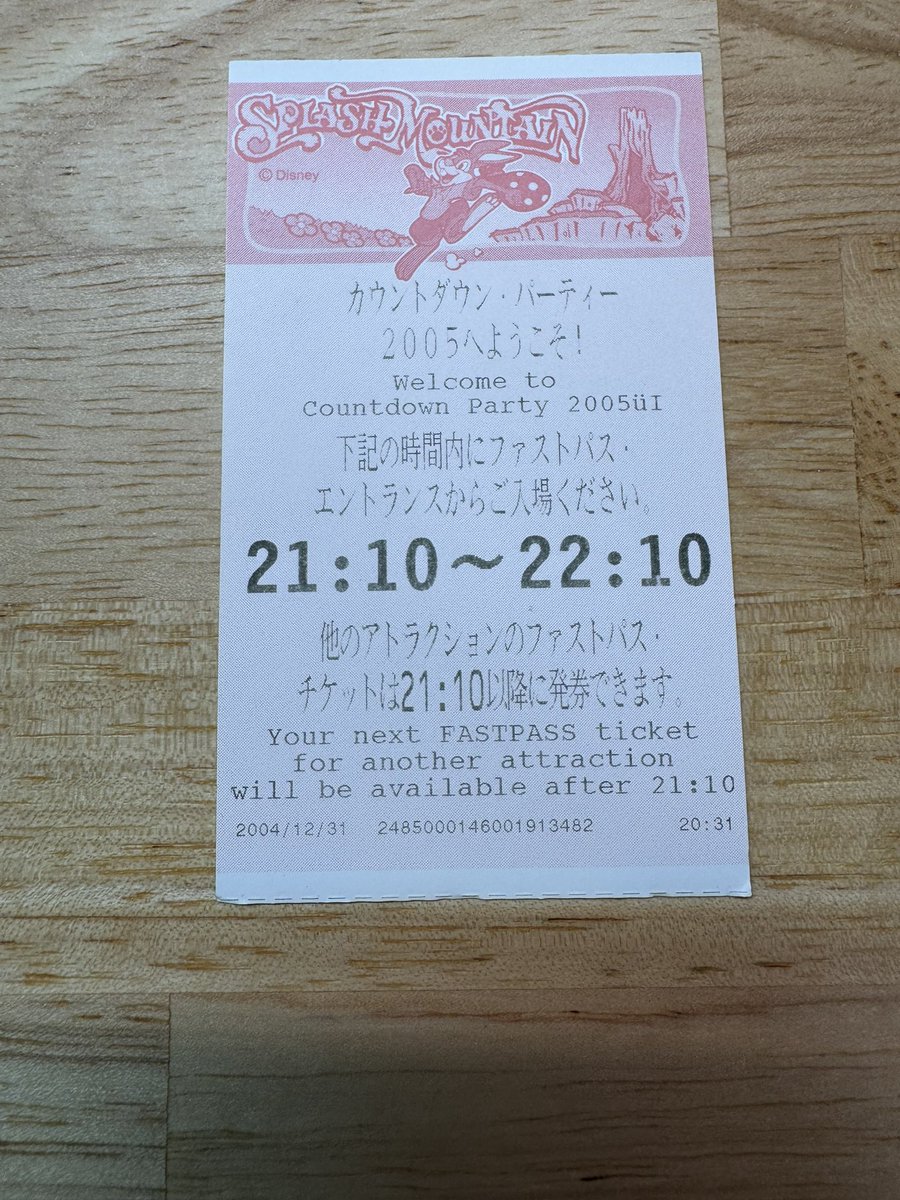 SPLASH MOUNTAIN
© Disney
カウントダウン・パーティー
2005へようこそ！
Welcome to
Countdown Party 2005üI
下記の時間内にファストパス・
エントランスからご入場ください。
21:10～22:10
他のアトラクションのファストパス・
チケットは21:10以降に発券できます。
Your next FASTPASS ticket
for another attraction
will be available after 21:10
2004/12/31 2485000146001913482 20:31